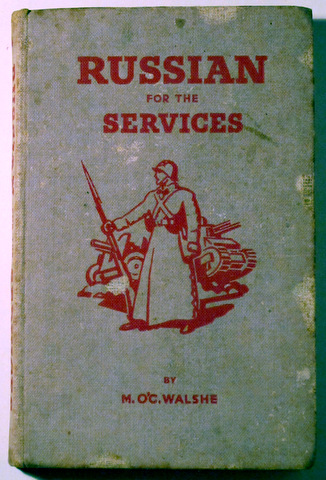 RUSSIAN
FOR THE
SERVICES
BY
M. O'C. WALSHE